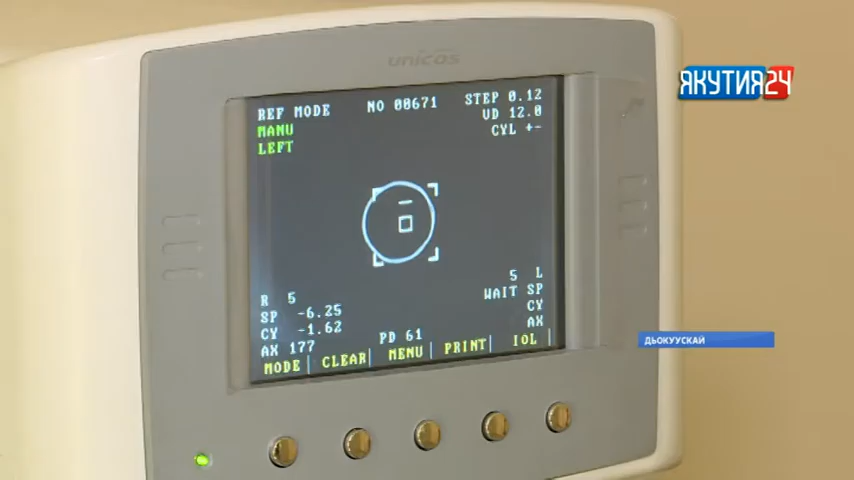 unicos
ЯКУТИЯ24
REF MODE
NO 00671
STEP 0.12
MANU
VD 12.0
LEFT
CYL +-
R 5
5 L
SP -6.25
WAIT SP
CY -1.62
CY
AX 177
PD 61
AX
MODE CLEAR MENU PRINT IOL
ДЬОКУУСКАЙ